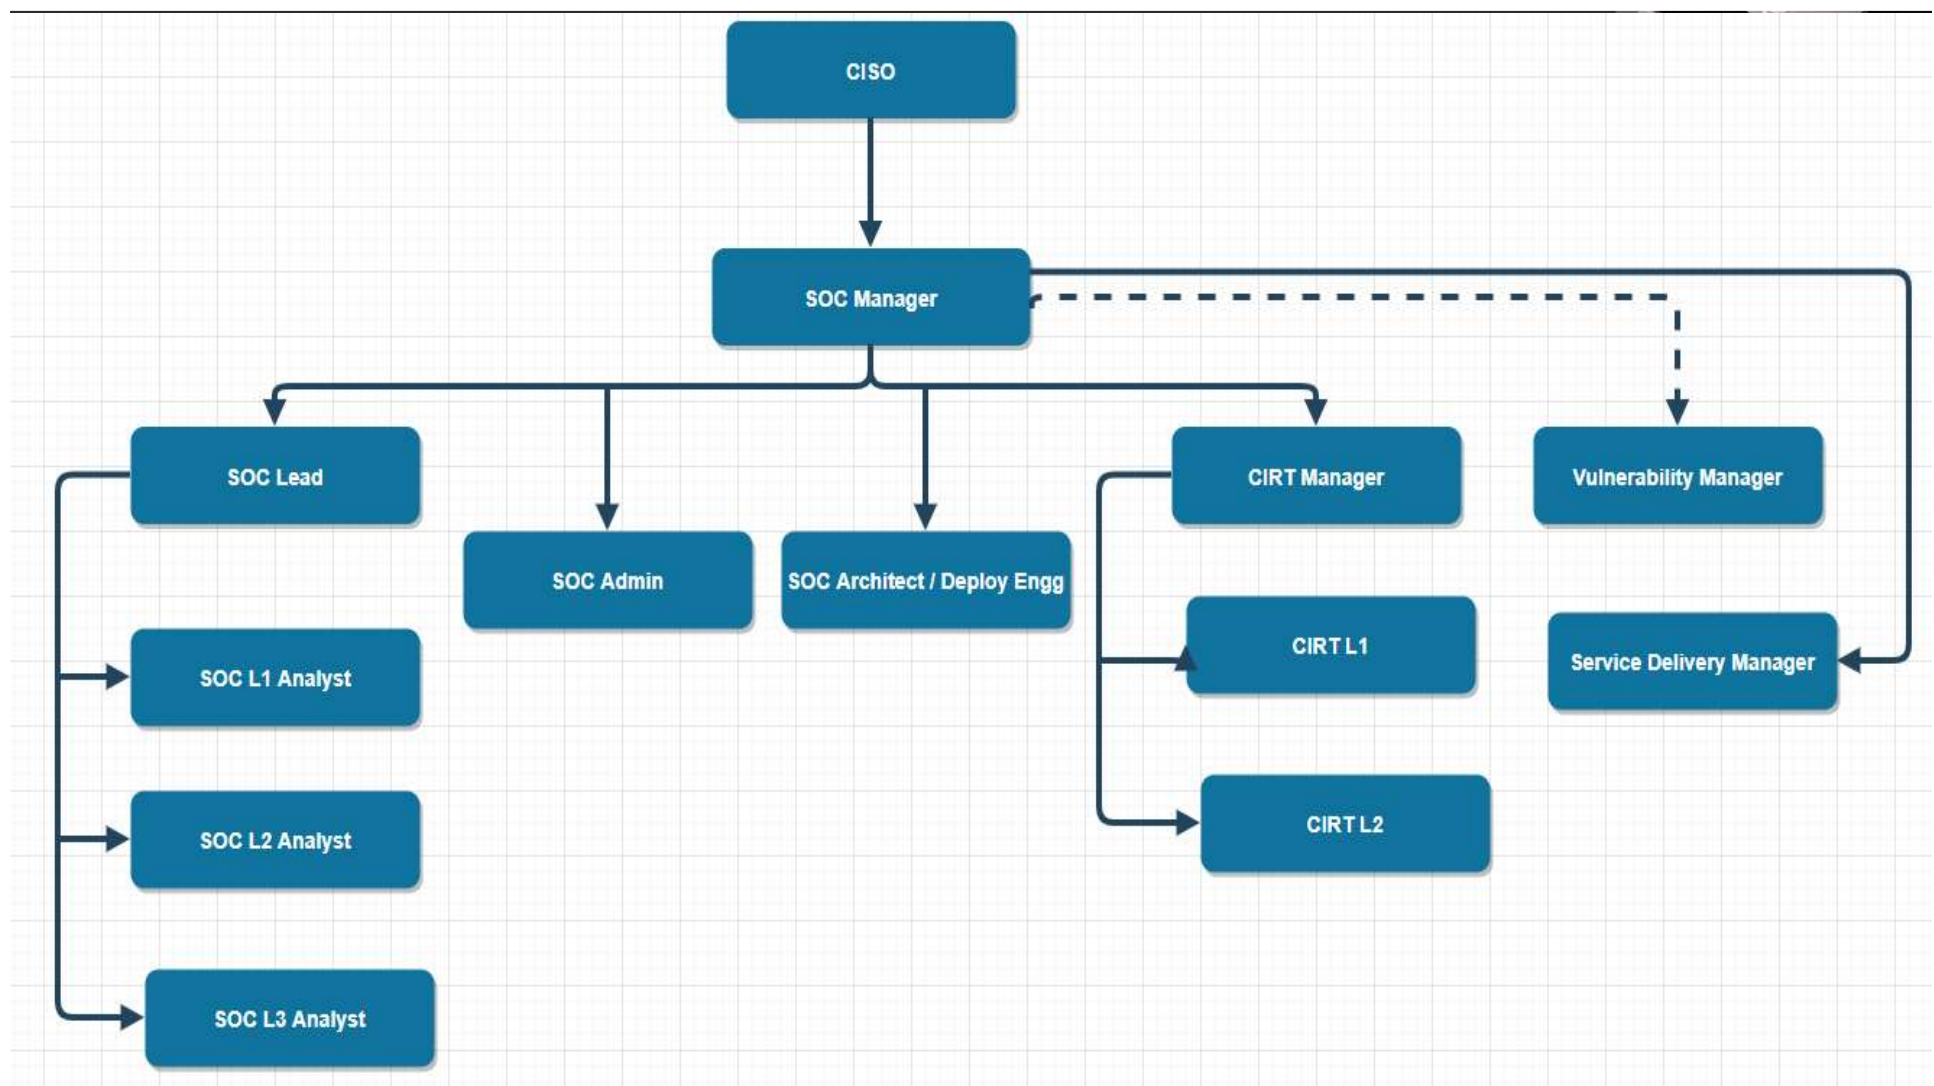 CISO
SOC Manager
SOC Lead
CIRT Manager
Vulnerability Manager
SOC Admin
SOC Architect / Deploy Engg
CIRT L1
Service Delivery Manager
SOC L1 Analyst
CIRT L2
SOC L2 Analyst
SOC L3 Analyst